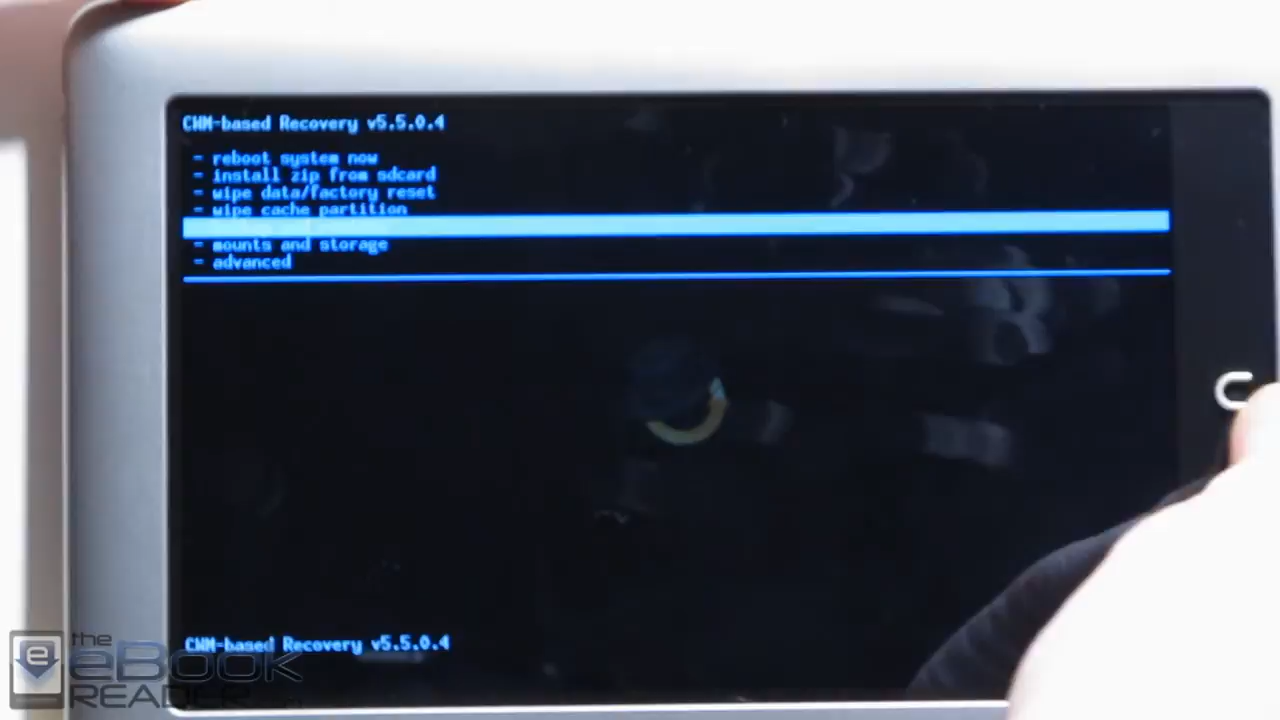 CWM-based Recovery v5.5.0.4
- reboot system now
- install zip from sdcard
- wipe data/factory reset
- wipe cache partition
- mounts and storage
- advanced
CWM-based Recovery v5.5.0.4
the
eBook
READER